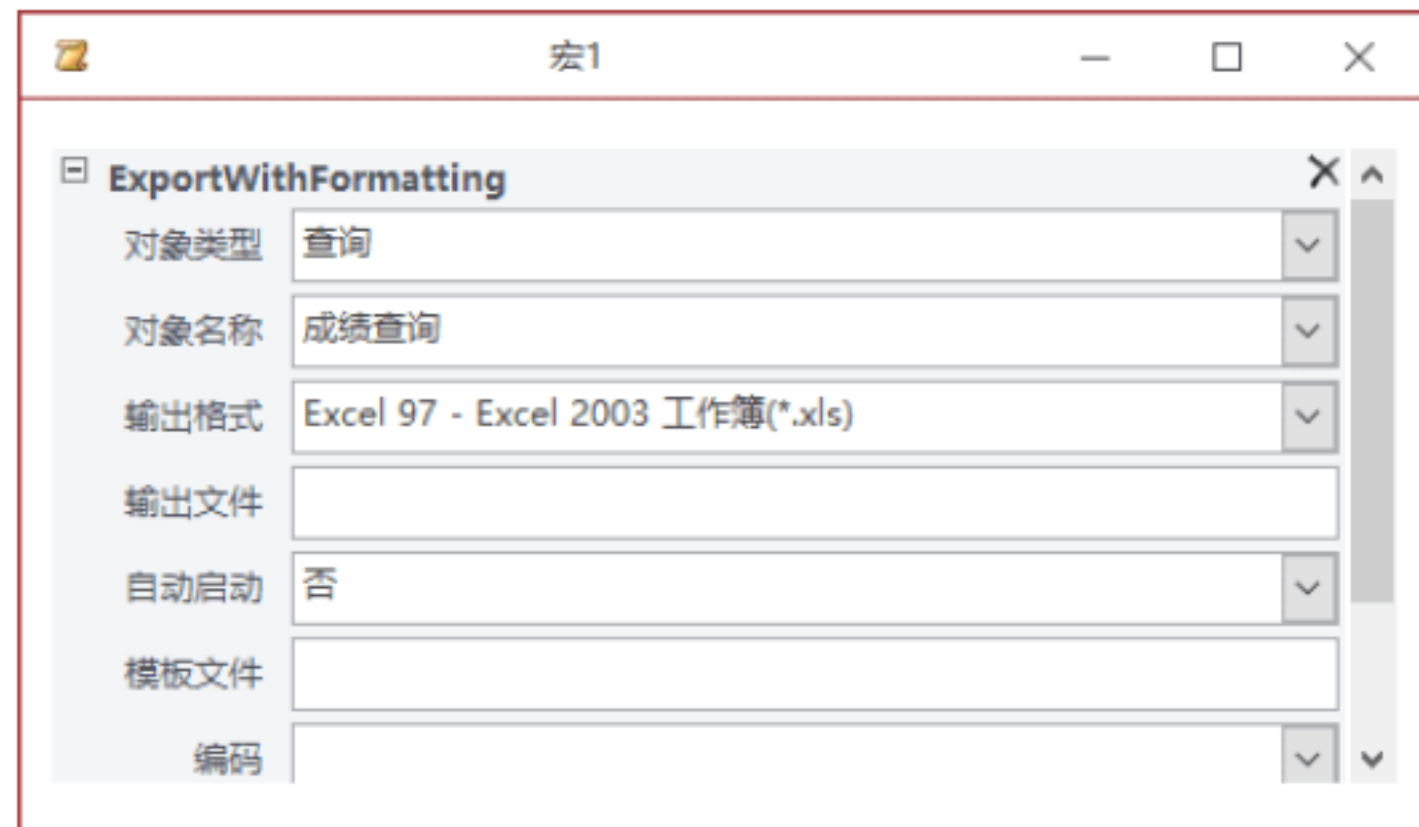 宏1
ExportWithFormatting
对象类型 查询
对象名称 成绩查询
输出格式 Excel 97 - Excel 2003 工作簿(*.xls)
输出文件
自动启动 否
模板文件
编码